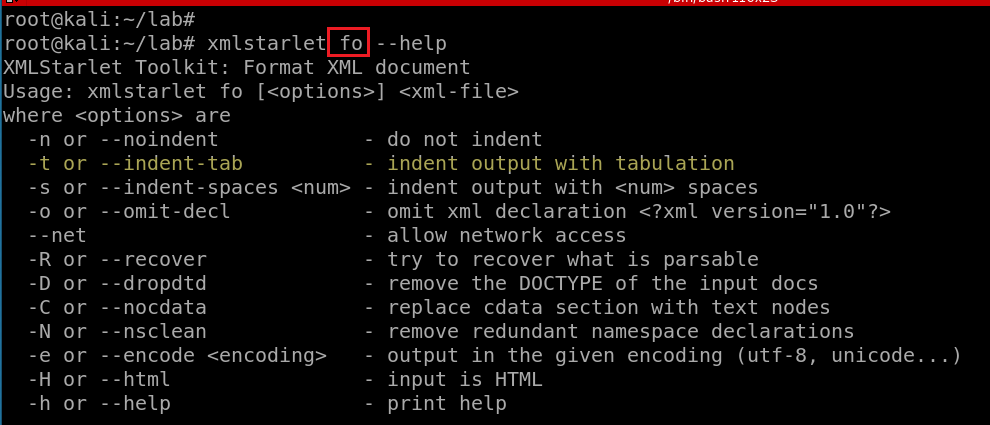 root@kali:~/lab#
root@kali:~/lab# xmlstarlet fo --help
XMLStarlet Toolkit: Format XML document
Usage: xmlstarlet fo [<options>] <xml-file>
where <options> are
  -n or --noindent            - do not indent
  -t or --indent-tab          - indent output with tabulation
  -s or --indent-spaces <num> - indent output with <num> spaces
  -o or --omit-decl           - omit xml declaration <?xml version="1.0"?>
  --net                       - allow network access
  -R or --recover             - try to recover what is parsable
  -D or --dropdtd             - remove the DOCTYPE of the input docs
  -C or --nocdata             - replace cdata section with text nodes
  -N or --nsclean             - remove redundant namespace declarations
  -e or --encode <encoding>   - output in the given encoding (utf-8, unicode...)
  -H or --html                - input is HTML
  -h or --help                - print help